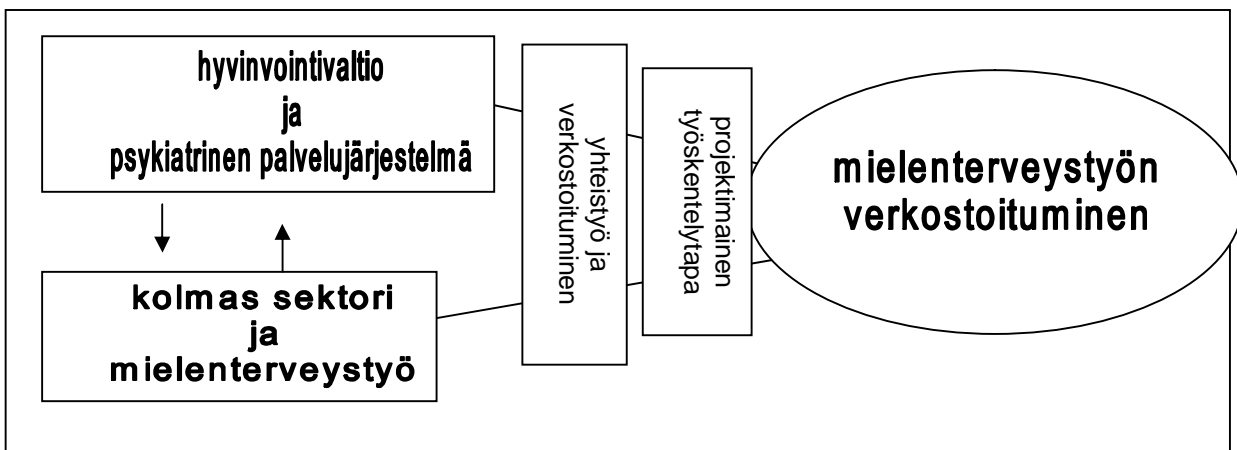 hyvinvointivaltio
ja
psykiatrinen palvelujärjestelmä
kolmas sektori
ja
mielenterveystyö
yhteistyö ja
verkostoituminen
projektimainen
työskentelytapa
mielenterveystyön
verkostoituminen